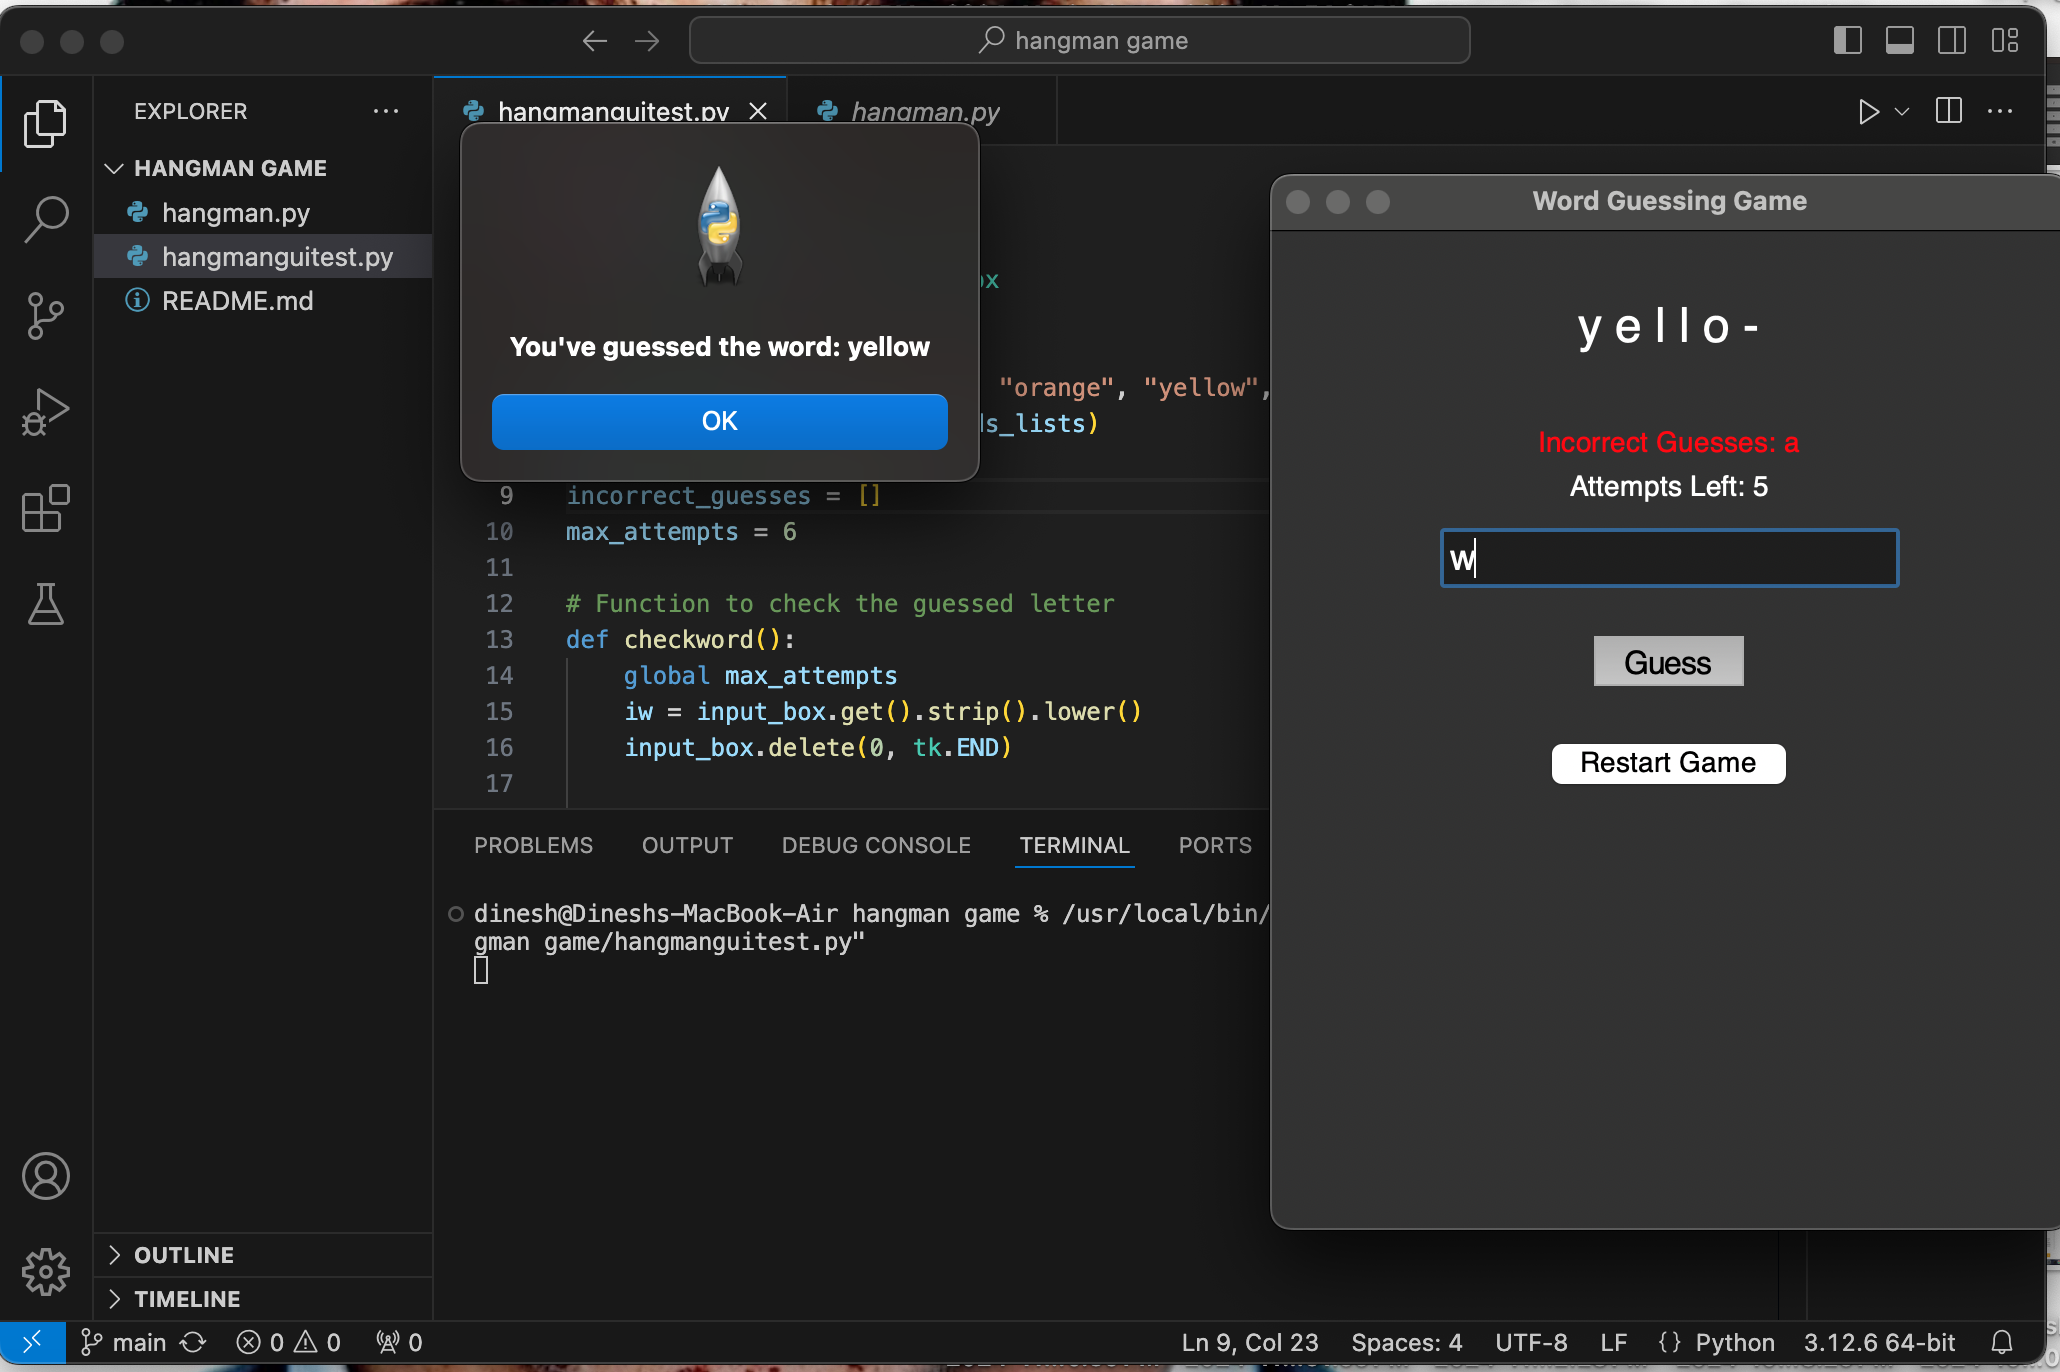 hangman game
EXPLORER
HANGMAN GAME
hangman.py
hangmanguitest.py
README.md
OUTLINE
TIMELINE
hangmanguitest.py
hangman.py
You've guessed the word: yellow
OK
"orange", "yellow",
_lists)
9 incorrect_guesses = []
10 max_attempts = 6
11
12 # Function to check the guessed letter
13 def checkword():
14 global max_attempts
15 iw = input_box.get().strip().lower()
16 input_box.delete(0, tk.END)
17
PROBLEMS OUTPUT DEBUG CONSOLE TERMINAL PORTS
dinesh@Dineshs-MacBook-Air hangman game % /usr/local/bin/
gman game/hangmanguitest.py"
Word Guessing Game
y e l l o -
Incorrect Guesses: a
Attempts Left: 5
w
Guess
Restart Game
main 0 0 0
Ln 9, Col 23 Spaces: 4 UTF-8 LF {} Python 3.12.6 64-bit